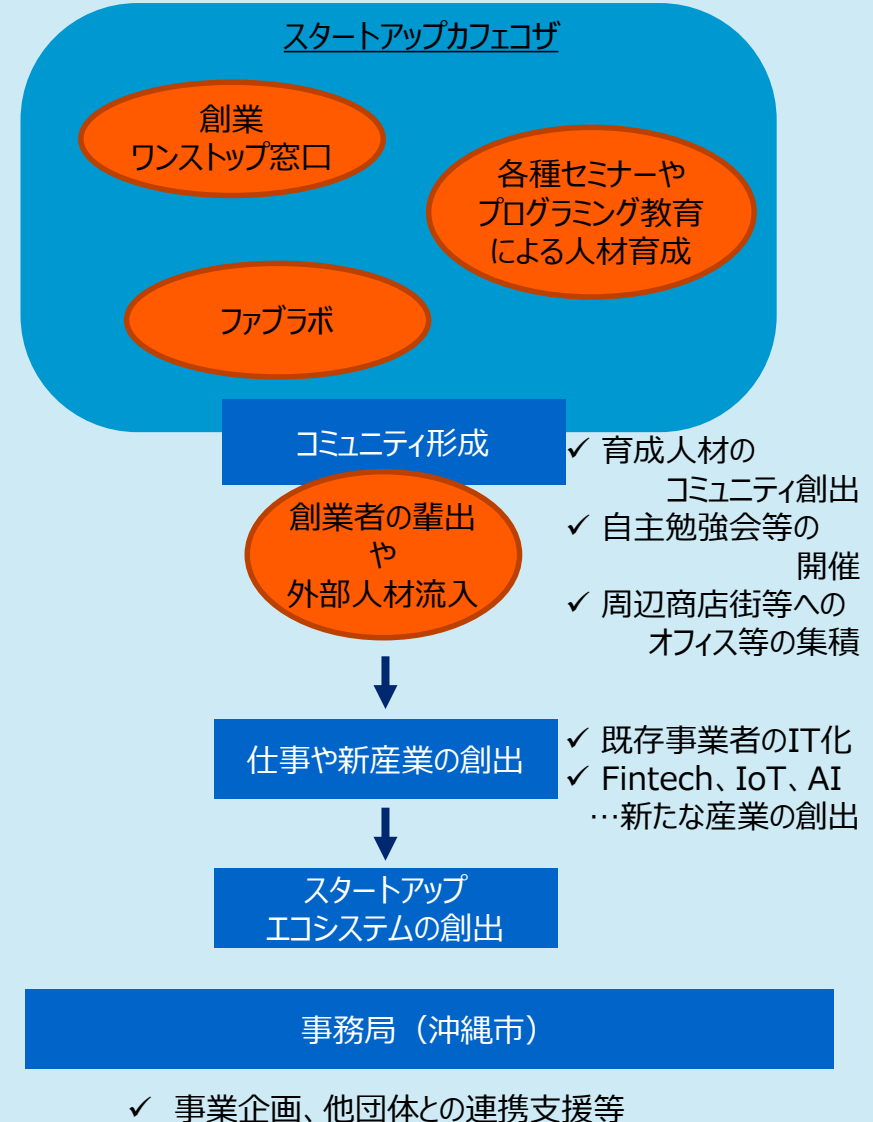 スタートアップカフェコザ
創業
ワンストップ窓口
各種セミナーや
プログラミング教育
による人材育成
ファブラボ
コミュニティ形成
✓ 育成人材の
コミュニティ創出
✓ 自主勉強会等の
開催
✓ 周辺商店街等への
オフィス等の集積
創業者の輩出
や
外部人材流入
仕事や新産業の創出
✓ 既存事業者のIT化
✓ Fintech、IoT、AI
…新たな産業の創出
スタートアップ
エコシステムの創出
事務局（沖縄市）
✓ 事業企画、他団体との連携支援等